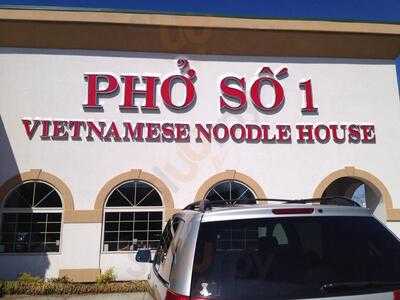 PHỞ SỐ 1
VIETNAMESE NOODLE HOUSE